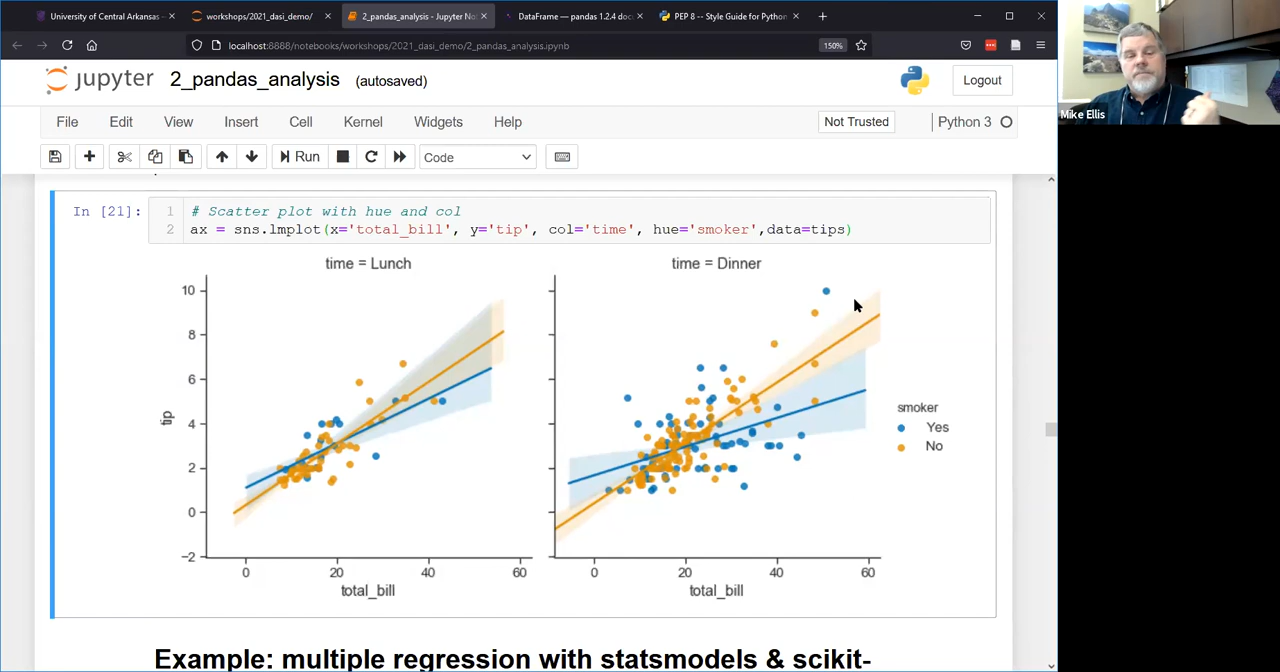 University of Central Arkansas -
workshops/2021_dasi_demo/
2_pandas_analysis - Jupyter No
DataFrame — pandas 1.2.4 doc
PEP 8 -- Style Guide for Python
localhost:8888/notebooks/workshops/2021_dasi_demo/2_pandas_analysis.ipynb
150%
jupyter 2_pandas_analysis (autosaved)
Logout
File Edit View Insert Cell Kernel Widgets Help
Not Trusted
Python 3
Run
Code
Mike Ellis
In [21]:
1 # Scatter plot with hue and col
2 ax = sns.lmplot(x='total_bill', y='tip', col='time', hue='smoker',data=tips)
time = Lunch
time = Dinner
10
8
6
4
2
0
−2
tip
0 20 40 60
total_bill
0 20 40 60
total_bill
smoker
Yes
No
Example: multiple regression with statsmodels & scikit-